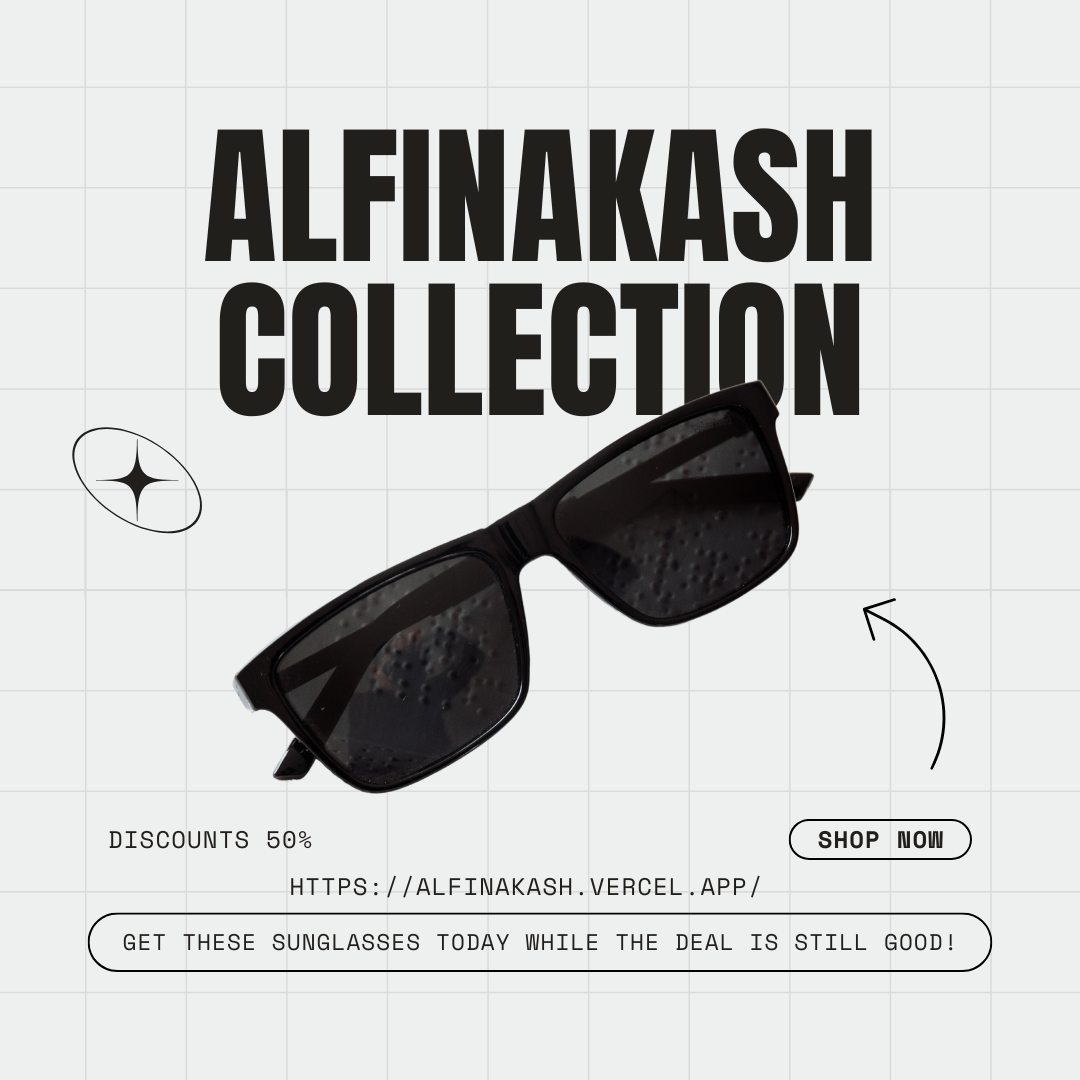 ALFINAKASH
COLLECTION
DISCOUNTS 50%
SHOP NOW
HTTPS://ALFINAKASH.VERCEL.APP/
GET THESE SUNGLASSES TODAY WHILE THE DEAL IS STILL GOOD!